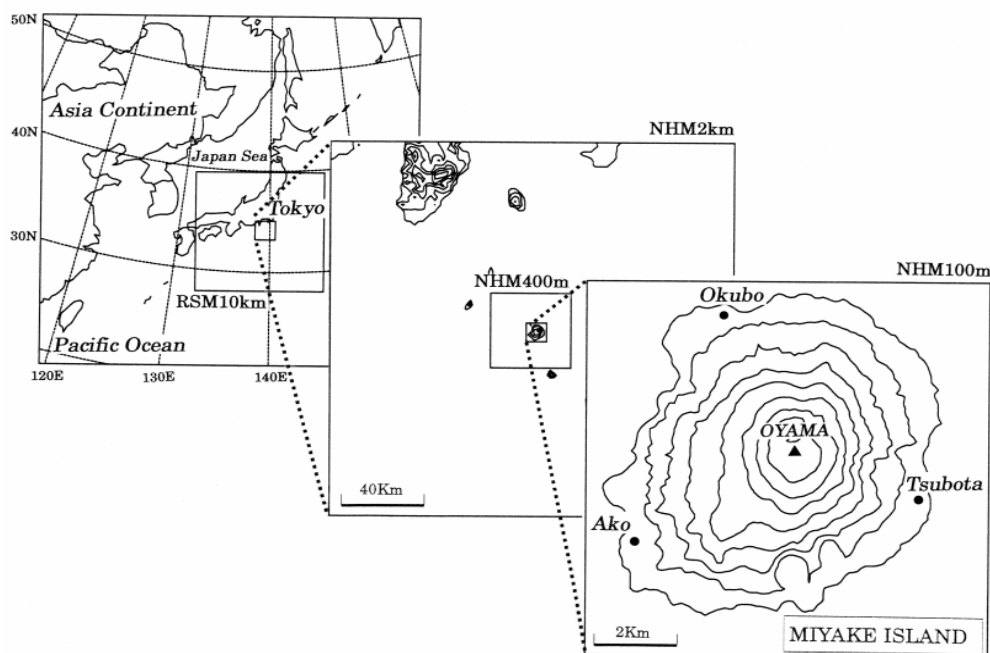 50N
Asia Continent
40N
Japan Sea
Tokyo
30N
RSM10km
Pacific Ocean
120E
130E
140E
NHM2km
NHM400m
40Km
NHM100m
Okubo
OYAMA
Tsubota
Ako
2Km
MIYAKE ISLAND